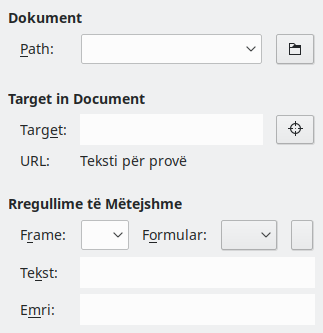 Dokument
Path:
Target in Document
Target:
URL: Teksti për provë
Rregullime të Mëtejshme
Frame: Formular:
Tekst:
Emri: